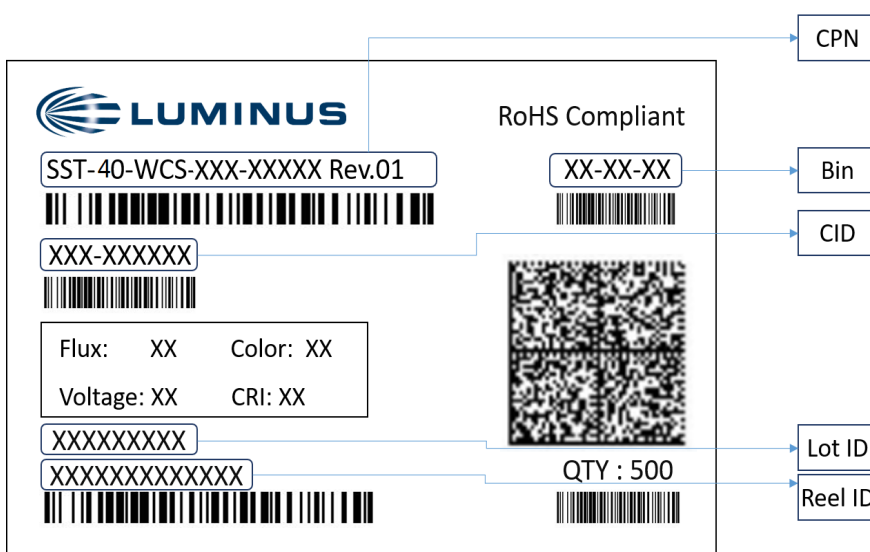 CPN
LUMINUS
RoHS Compliant
SST-40-WCS-XXX-XXXXX Rev.01
XX-XX-XX
Bin
XXX-XXXXXX
CID
Flux: XX Color: XX
Voltage: XX CRI: XX
XXXXXXXXX
Lot ID
XXXXXXXXXXXXX
QTY : 500
Reel ID